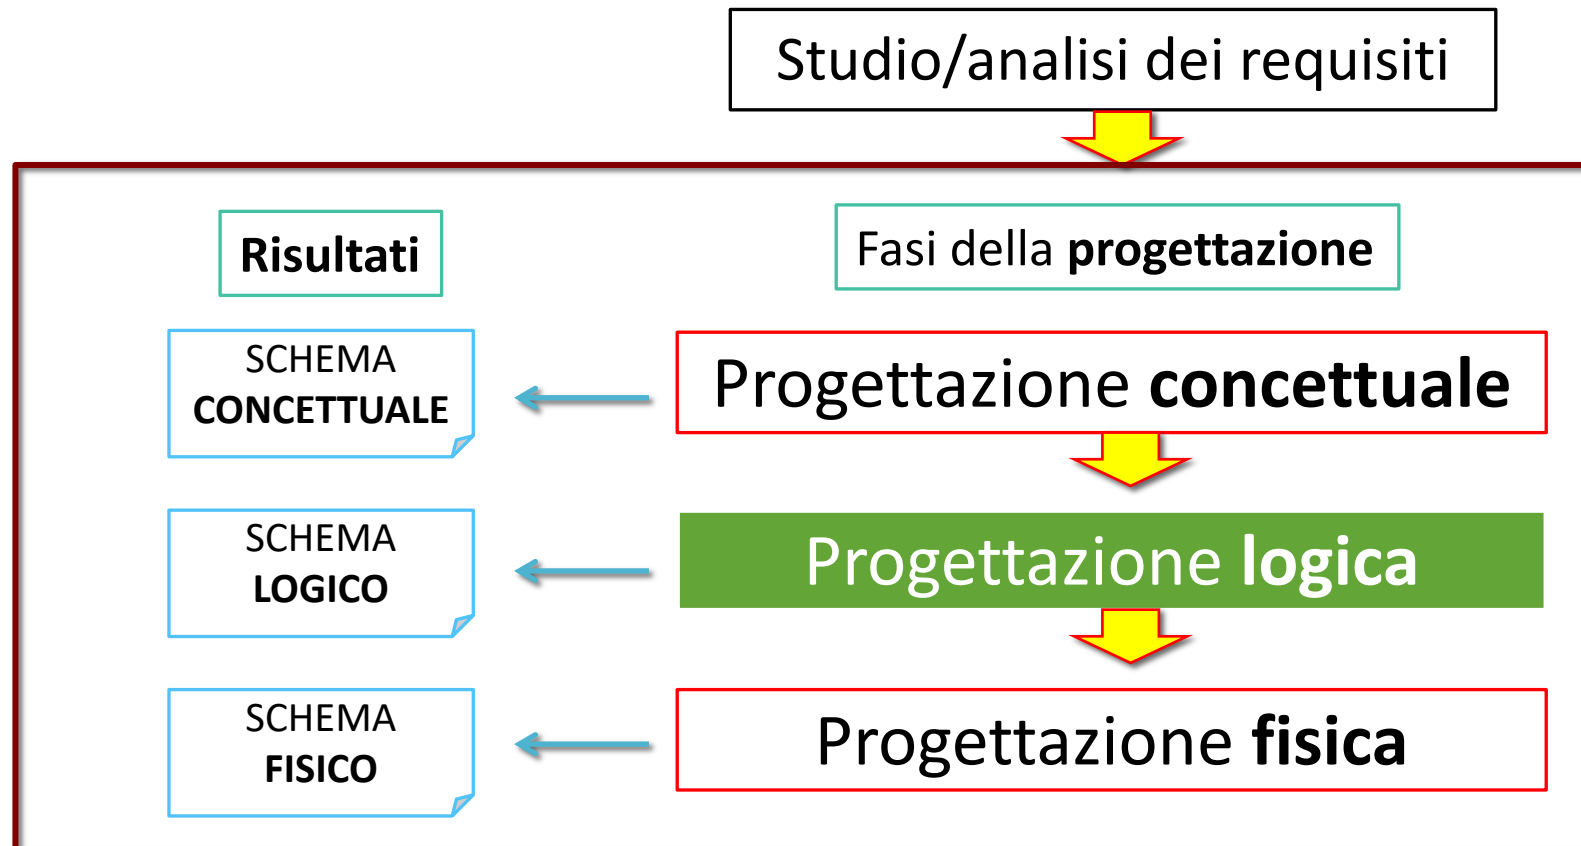 Studio/analisi dei requisiti
Risultati
Fasi della progettazione
SCHEMA
CONCETTUALE
Progettazione concettuale
SCHEMA
LOGICO
Progettazione logica
SCHEMA
FISICO
Progettazione fisica